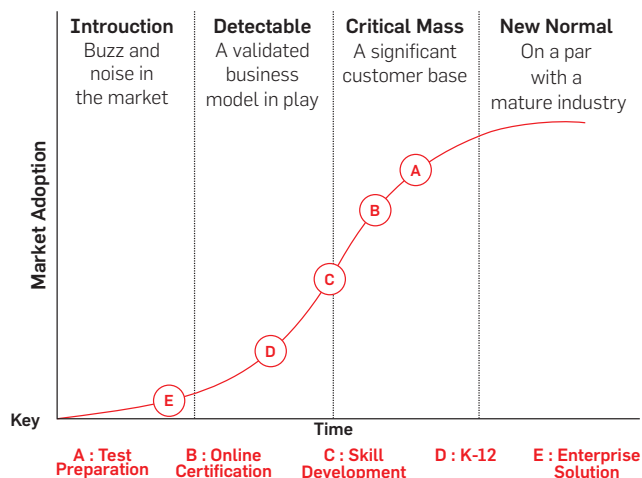 Introuction
Buzz and
noise in
the market
Detectable
A validated
business
model in play
Critical Mass
A significant
customer base
New Normal
On a par
with a
mature industry
Market Adoption
A
B
C
D
E
Key
Time
A : Test
Preparation
B : Online
Certification
C : Skill
Development
D : K-12
E : Enterprise
Solution